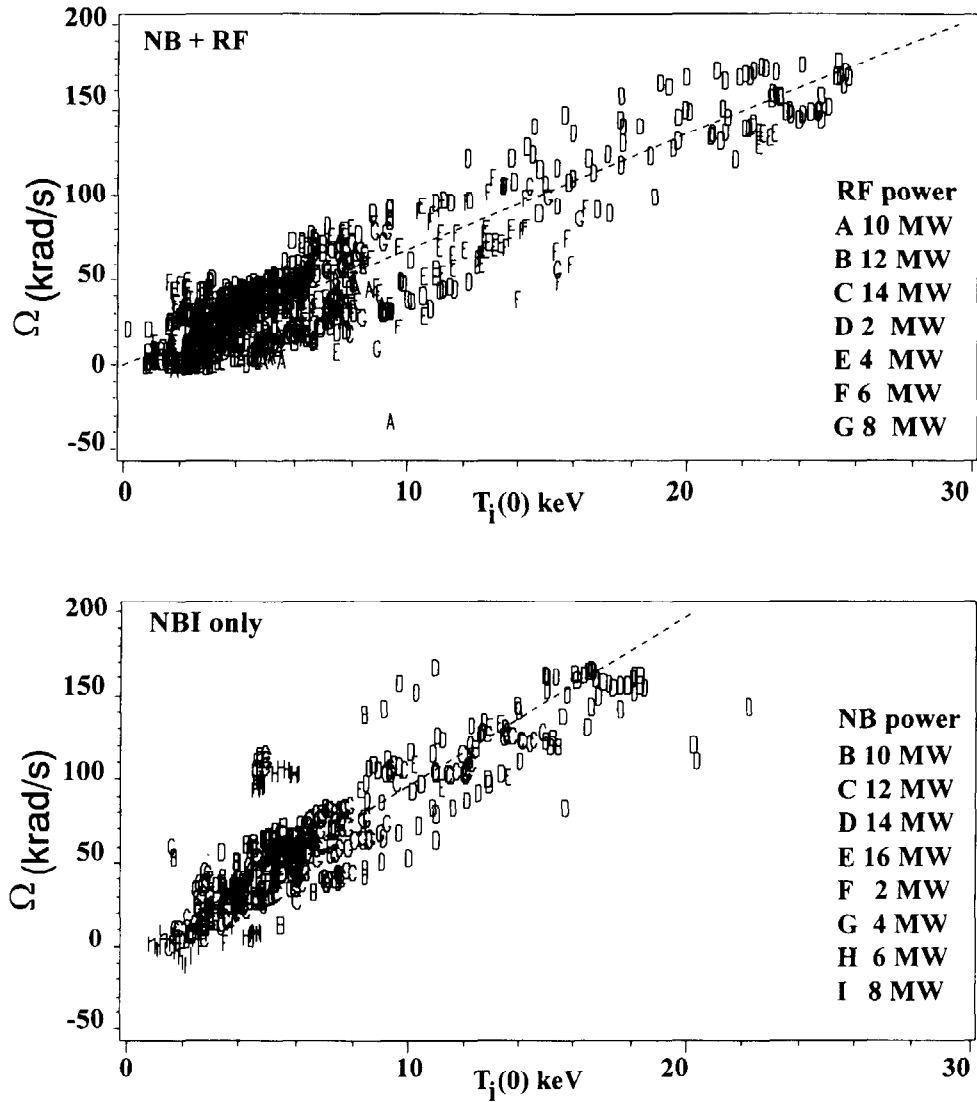 NB + RF
200
150
100
50
0
-50
Ω (krad/s)
RF power
A 10 MW
B 12 MW
C 14 MW
D 2 MW
E 4 MW
F 6 MW
G 8 MW
0 10 20 30
Ti(0) keV
NBI only
200
150
100
50
0
-50
Ω (krad/s)
NB power
B 10 MW
C 12 MW
D 14 MW
E 16 MW
F 2 MW
G 4 MW
H 6 MW
I 8 MW
0 10 20 30
Ti(0) keV